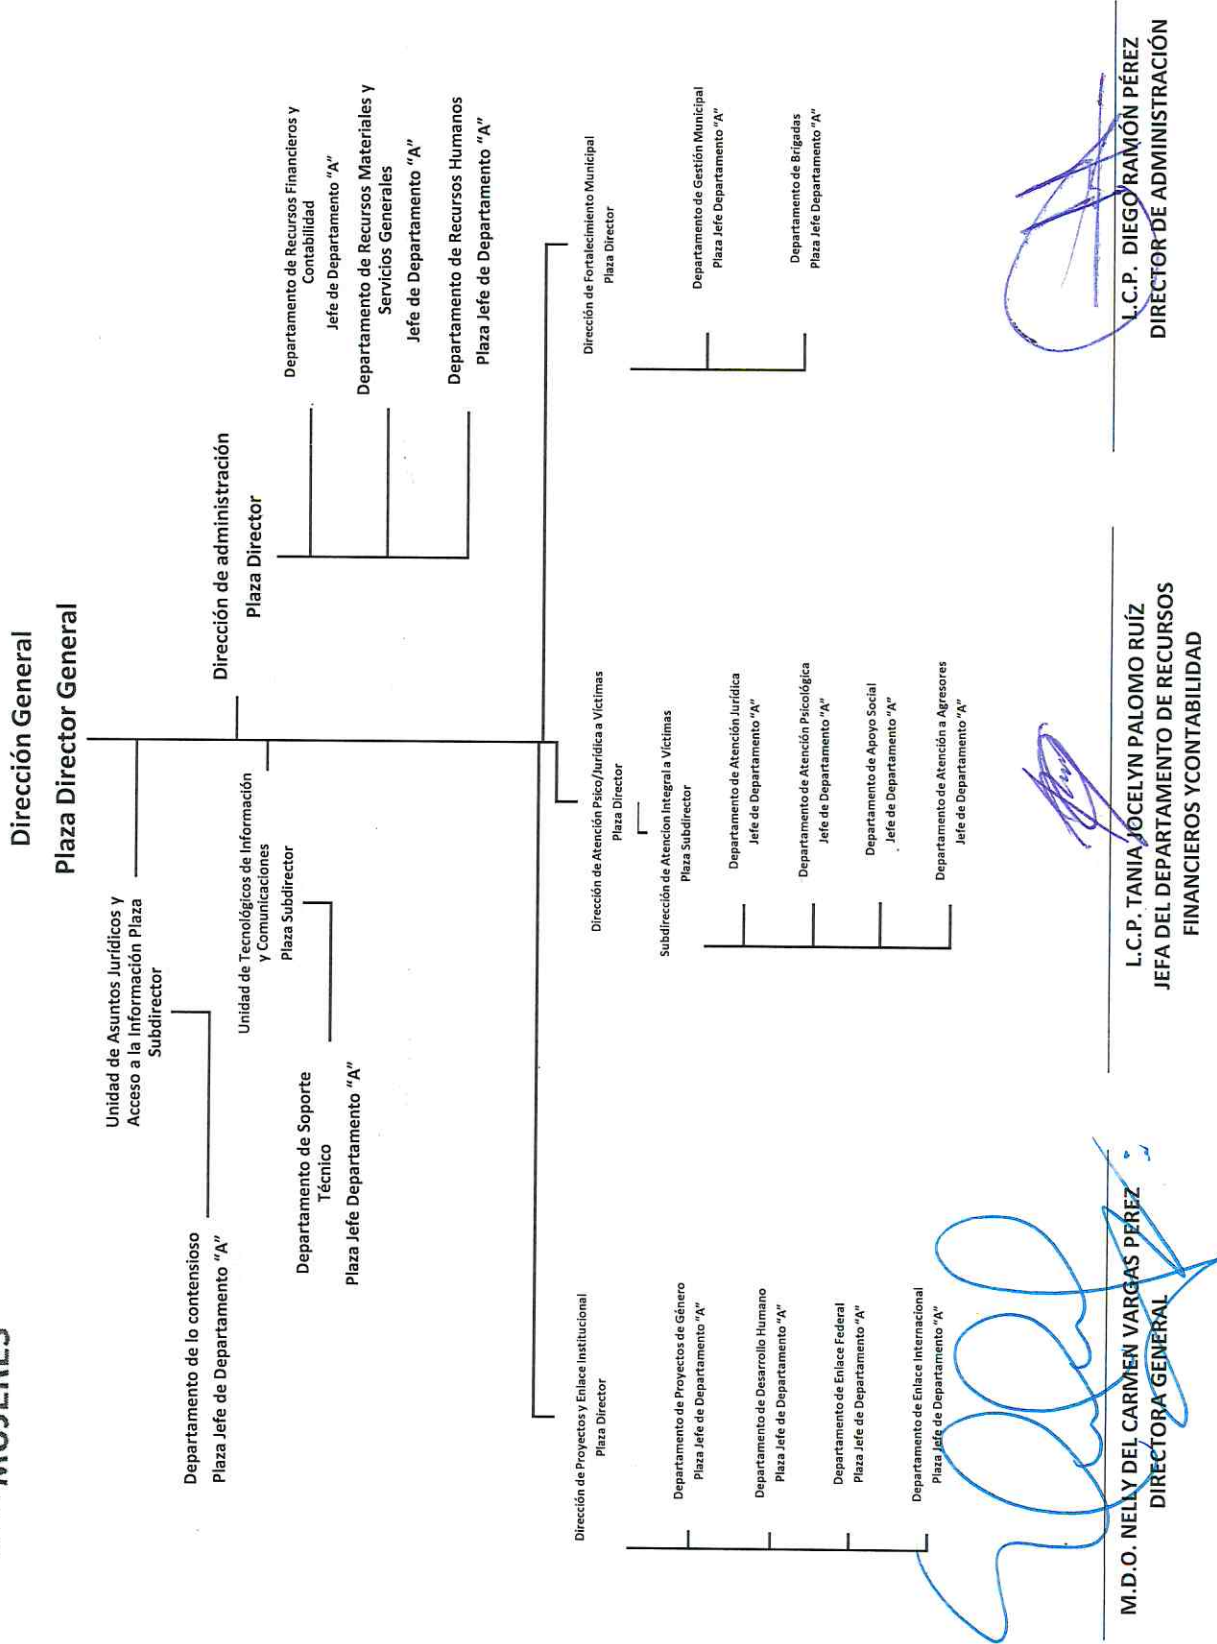 MUJERES
Dirección General
Plaza Director General
Unidad de Asuntos Jurídicos y
Acceso a la Información Plaza
Subdirector
Departamento de lo contensioso
Plaza Jefe de Departamento "A"
Dirección de administración
Plaza Director
Unidad de Tecnológicos de Información
y Comunicaciones
Plaza Subdirector
Departamento de Soporte
Técnico
Plaza Jefe Departamento "A"
Departamento de Recursos Financieros y
Contabilidad
Jefe de Departamento "A"
Departamento de Recursos Materiales y
Servicios Generales
Jefe de Departamento "A"
Departamento de Recursos Humanos
Plaza Jefe de Departamento "A"
Dirección de Proyectos y Enlace Institucional
Plaza Director
Departamento de Proyectos de Género
Plaza Jefe de Departamento "A"
Departamento de Desarrollo Humano
Plaza Jefe de Departamento "A"
Departamento de Enlace Federal
Plaza Jefe de Departamento "A"
Departamento de Enlace Internacional
Plaza Jefe de Departamento "A"
Dirección de Atención Psico/Jurídica a Víctimas
Plaza Director
Subdirección de Atencion Integral a Víctimas
Plaza Subdirector
Departamento de Atención Jurídica
Jefe de Departamento "A"
Departamento de Atención Psicológica
Jefe de Departamento "A"
Departamento de Apoyo Social
Jefe de Departamento "A"
Departamento de Atención a Agresores
Jefe de Departamento "A"
Dirección de Fortalecimiento Municipal
Plaza Director
Departamento de Gestión Municipal
Plaza Jefe Departamento "A"
Departamento de Brigadas
Plaza Jefe Departamento "A"
M.D.O. NELLY DEL CARMEN VARGAS PEREZ
DIRECTORA GENERAL
L.C.P. TANIA JOCELYN PALOMO RUÍZ
JEFA DEL DEPARTAMENTO DE RECURSOS
FINANCIEROS YCONTABILIDAD
L.C.P. DIEGO RAMÓN PÉREZ
DIRECTOR DE ADMINISTRACIÓN